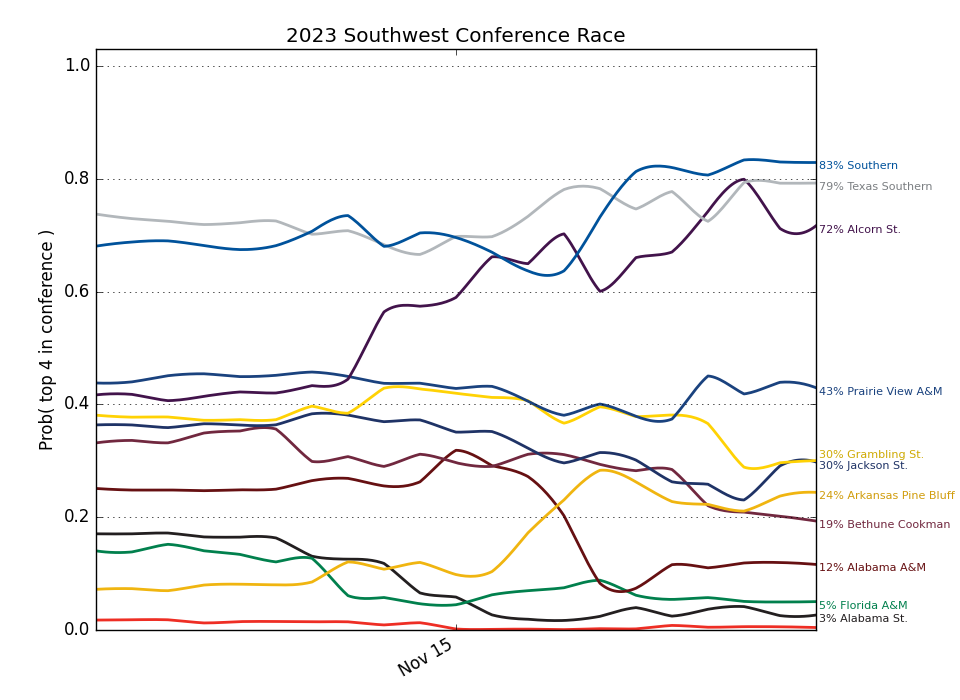 2023 Southwest Conference Race
Prob( top 4 in conference )
1.0
0.8
0.6
0.4
0.2
0.0
Nov 15
83% Southern
79% Texas Southern
72% Alcorn St.
43% Prairie View A&M
30% Grambling St.
30% Jackson St.
24% Arkansas Pine Bluff
19% Bethune Cookman
12% Alabama A&M
5% Florida A&M
3% Alabama St.